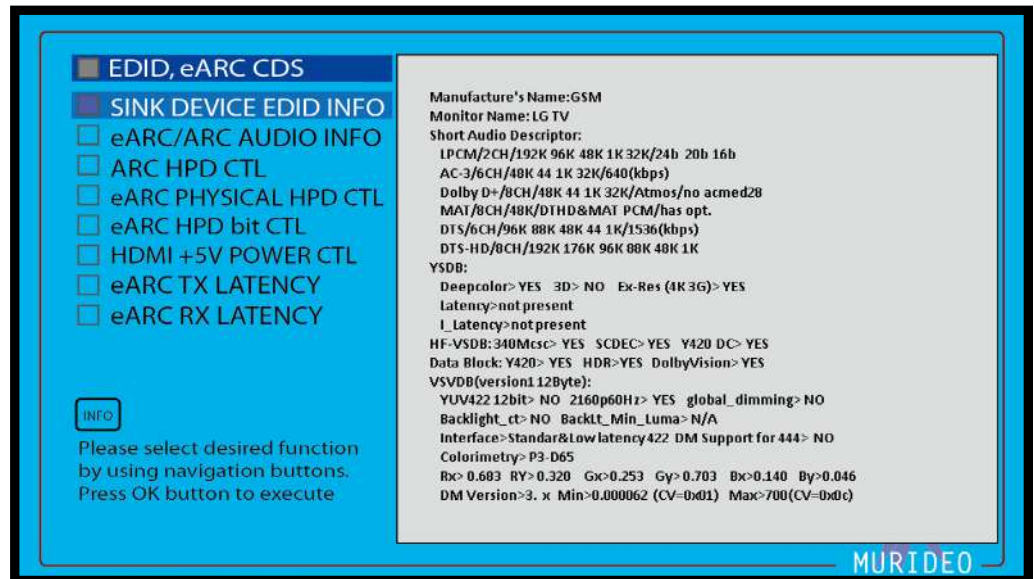 EDID, eARC CDS
SINK DEVICE EDID INFO
eARC/ARC AUDIO INFO
ARC HPD CTL
eARC PHYSICAL HPD CTL
eARC HPD bit CTL
HDMI +5V POWER CTL
eARC TX LATENCY
eARC RX LATENCY
INFO
Please select desired function
by using navigation buttons.
Press OK button to execute
Manufacture's Name:GSM
Monitor Name: LG TV
Short Audio Descriptor:
LPCM/2CH/192K 96K 48K 1K 32K/24b 20b 16b
AC-3/6CH/48K 44 1K 32K/640(kbps)
Dolby D+/8CH/48K 44 1K 32K/Atmos/no acmed28
MAT/8CH/48K/DTHD&MAT PCM/has opt.
DTS/6CH/96K 88K 48K 44 1K/1536(kbps)
DTS-HD/8CH/192K 176K 96K 88K 48K 1K
YSDB:
Deepcolor> YES 3D> NO Ex-Res (4K 3G)> YES
Latency>not present
I_Latency>not present
HF-VSDB: 340Mcsc> YES SCDEC> YES Y420 DC> YES
Data Block: Y420> YES HDR>YES DolbyVision> YES
VSVDB(version1 12Byte):
YUV422 12bit> NO 2160p60Hz> YES global_dimming> NO
Backlight_ct> NO BackLt_Min_Luma> N/A
Interface>Standar&Low latency 422 DM Support for 444> NO
Colorimetry> P3-D65
Rx> 0.683 RY>0.320 Gx>0.253 Gy>0.703 Bx>0.140 By>0.046
DM Version>3. x Min>0.000062 (CV=0x01) Max>700(CV=0x0c)
MURIDEO